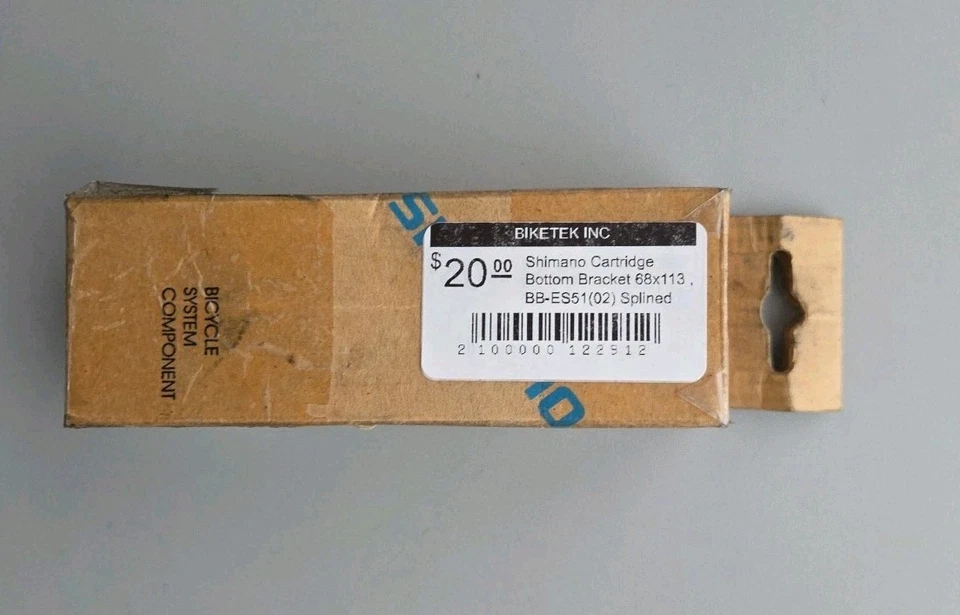 BICYCLE
SYSTEM
COMPONENT
BIKETEK INC
$20.00
Shimano Cartridge
Bottom Bracket 68x113 ,
BB-ES51(02) Splined
2 100000 122912